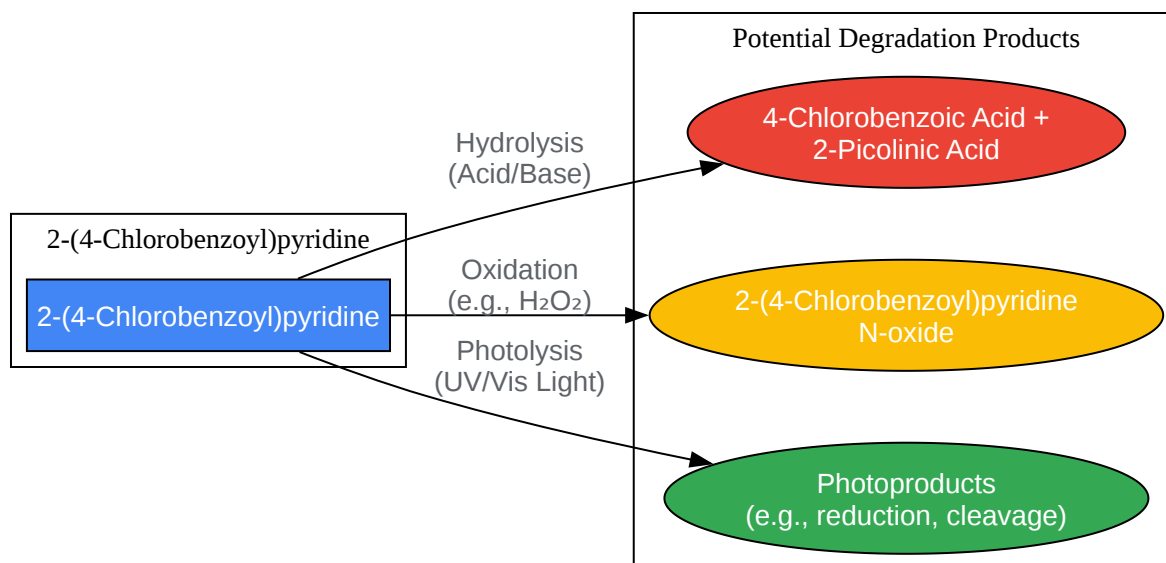 Potential Degradation Products
4-Chlorobenzoic Acid +
2-Picolinic Acid
Hydrolysis
(Acid/Base)
2-(4-Chlorobenzoyl)pyridine
2-(4-Chlorobenzoyl)pyridine
Oxidation
(e.g., H₂O₂)
2-(4-Chlorobenzoyl)pyridine
N-oxide
Photolysis
(UV/Vis Light)
Photoproducts
(e.g., reduction, cleavage)